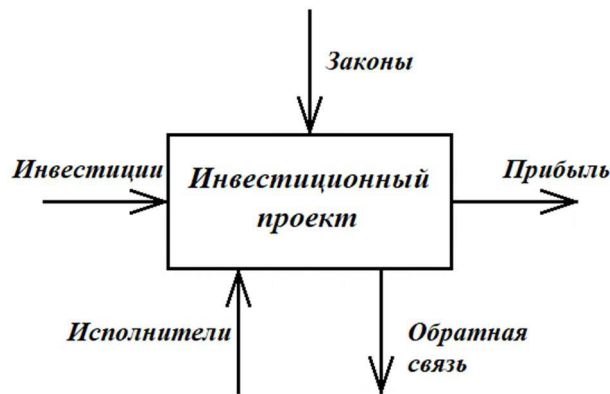 Законы
Инвестиции
Инвестиционный
проект
Прибыль
Исполнители
Обратная
связь